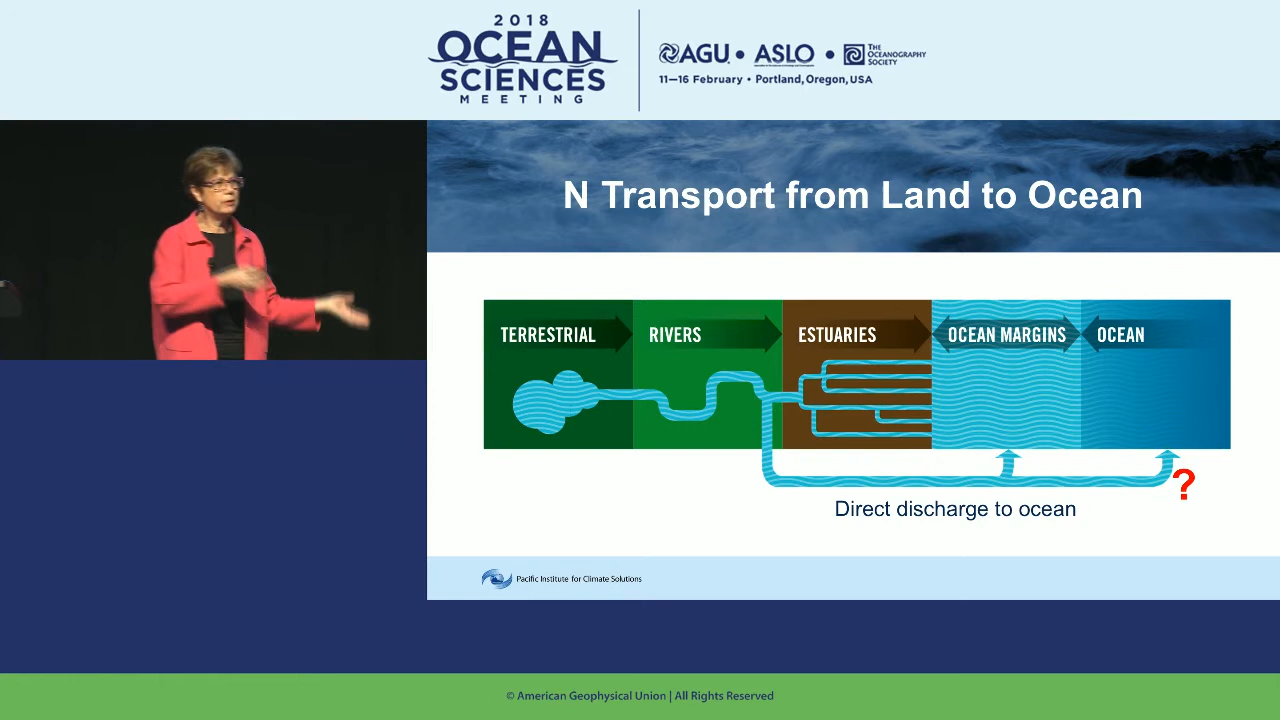 2018
OCEAN
SCIENCES
MEETING
AGU • ASLO • THE OCEANOGRAPHY SOCIETY
11–16 February • Portland, Oregon, USA
N Transport from Land to Ocean
TERRESTRIAL RIVERS ESTUARIES OCEAN MARGINS OCEAN
?
Direct discharge to ocean
Pacific Institute for Climate Solutions
© American Geophysical Union | All Rights Reserved